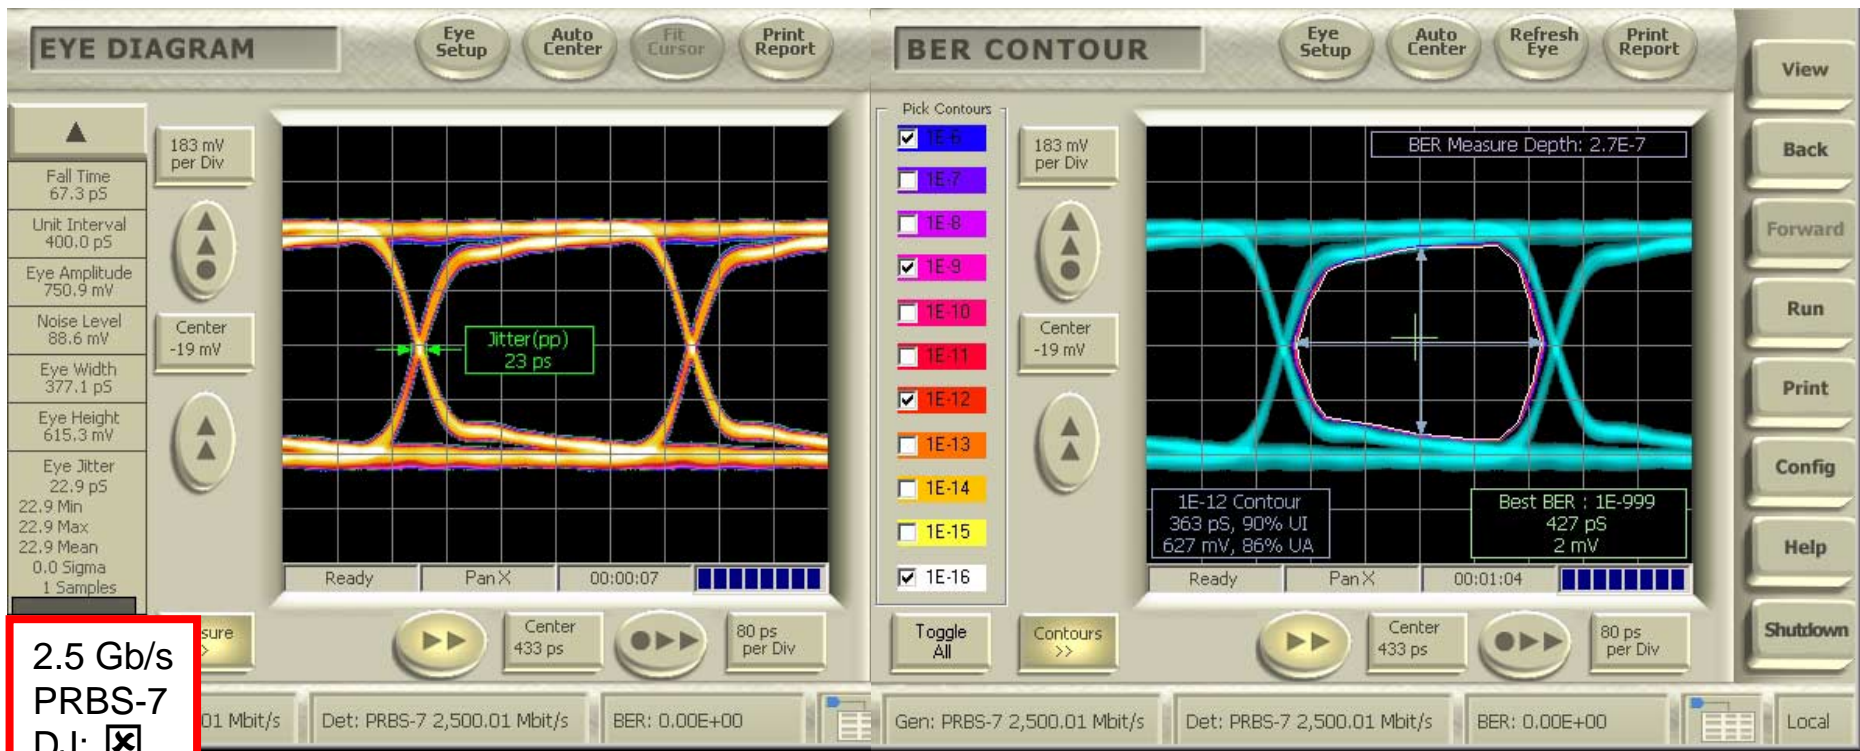 EYE DIAGRAM
Eye
Setup
Auto
Center
Fit
Cursor
Print
Report
Fall Time
67.3 pS
Unit Interval
400.0 pS
Eye Amplitude
750.9 mV
Noise Level
88.6 mV
Eye Width
377.1 pS
Eye Height
615.3 mV
Eye Jitter
22.9 pS
22.9 Min
22.9 Max
22.9 Mean
0.0 Sigma
1 Samples
183 mV
per Div
Center
-19 mV
Jitter(pp)
23 ps
Ready
Pan X
00:00:07
sure
>
Center
433 ps
80 ps
per Div
2.5 Gb/s
PRBS-7
DJ: ☒
01 Mbit/s
Det: PRBS-7 2,500.01 Mbit/s
BER: 0.00E+00
BER CONTOUR
Eye
Setup
Auto
Center
Refresh
Eye
Print
Report
Pick Contours
1E-6
1E-7
1E-8
1E-9
1E-10
1E-11
1E-12
1E-13
1E-14
1E-15
1E-16
Toggle
All
183 mV
per Div
Center
-19 mV
Contours
>>
BER Measure Depth: 2.7E-7
1E-12 Contour
363 pS, 90% UI
627 mV, 86% UA
Best BER : 1E-999
427 pS
2 mV
Ready
Pan X
00:01:04
Center
433 ps
80 ps
per Div
Gen: PRBS-7 2,500.01 Mbit/s
Det: PRBS-7 2,500.01 Mbit/s
BER: 0.00E+00
Local
View
Back
Forward
Run
Print
Config
Help
Shutdown